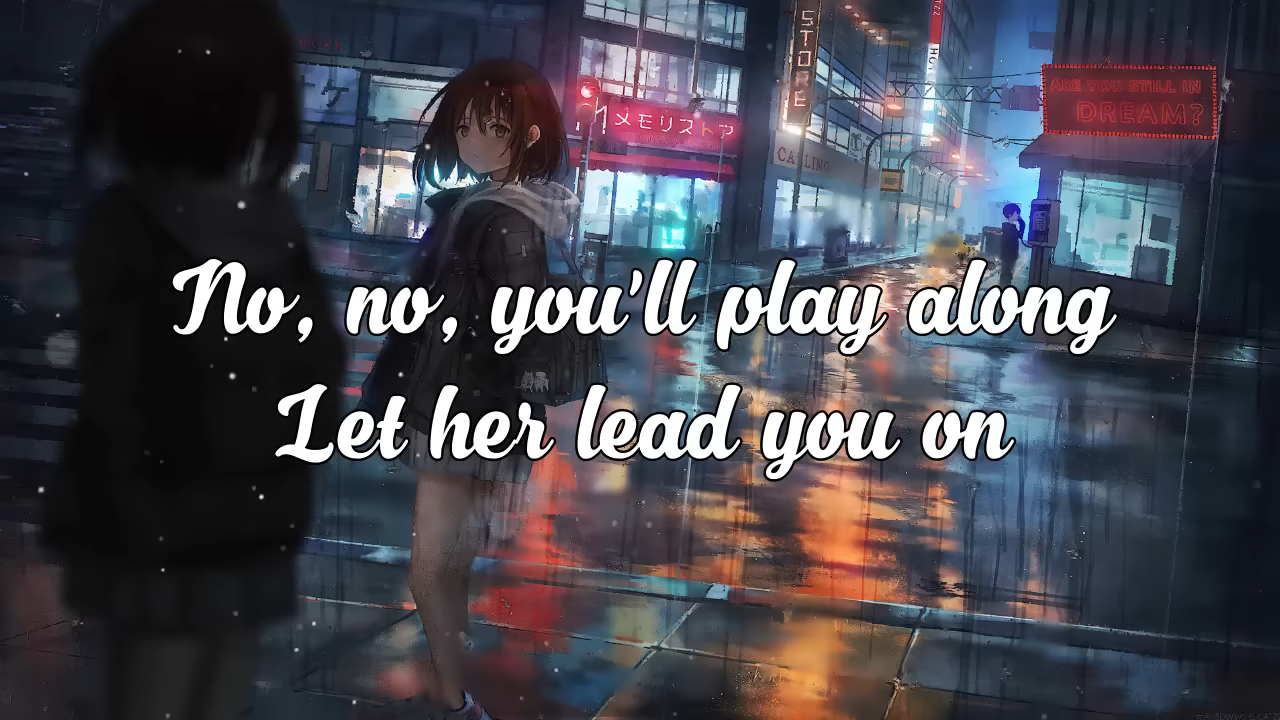 STORE
メモリストア
CALLING
ARE YOU STILL IN
DREAM?
No, no, you'll play along
Let her lead you on